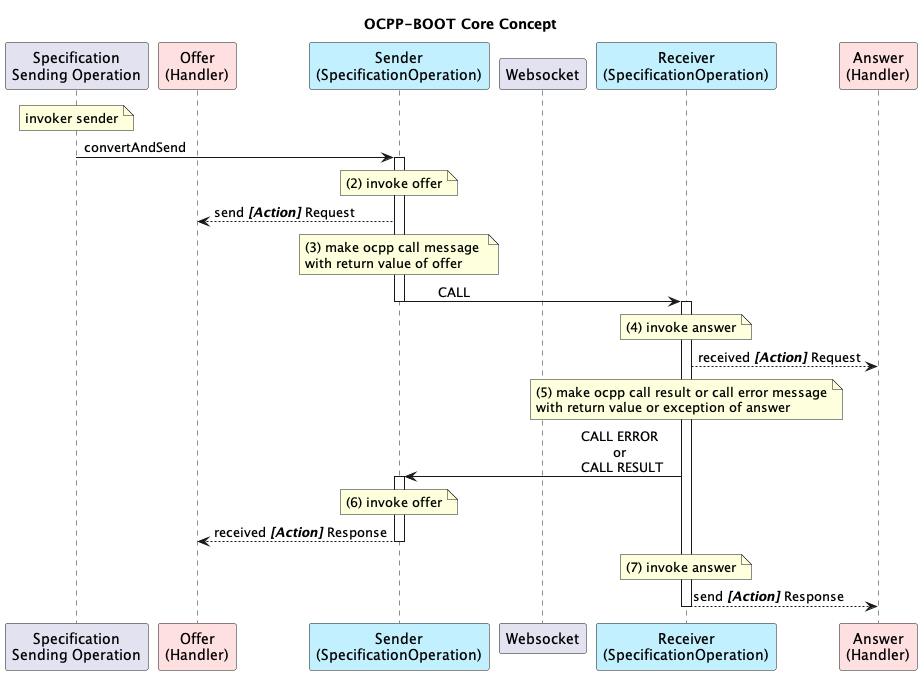 OCPP-BOOT Core Concept
Specification
Sending Operation
Offer
(Handler)
Sender
(SpecificationOperation)
Websocket
Receiver
(SpecificationOperation)
Answer
(Handler)
invoker sender
convertAndSend
(2) invoke offer
send [Action] Request
(3) make ocpp call message
with return value of offer
CALL
(4) invoke answer
received [Action] Request
(5) make ocpp call result or call error message
with return value or exception of answer
CALL ERROR
or
CALL RESULT
(6) invoke offer
received [Action] Response
(7) invoke answer
send [Action] Response
Specification
Sending Operation
Offer
(Handler)
Sender
(SpecificationOperation)
Websocket
Receiver
(SpecificationOperation)
Answer
(Handler)